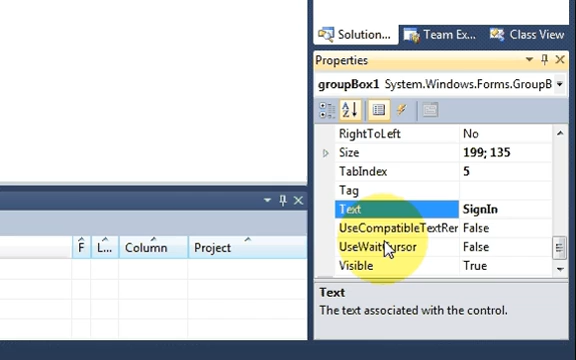 Solution... Team Ex... Class View
Properties
groupBox1 System.Windows.Forms.GroupB
RightToLeft No
Size 199; 135
TabIndex 5
Tag
Text SignIn
UseCompatibleTextRer False
UseWaitCursor False
Visible True
F L... Column Project
Text
The text associated with the control.